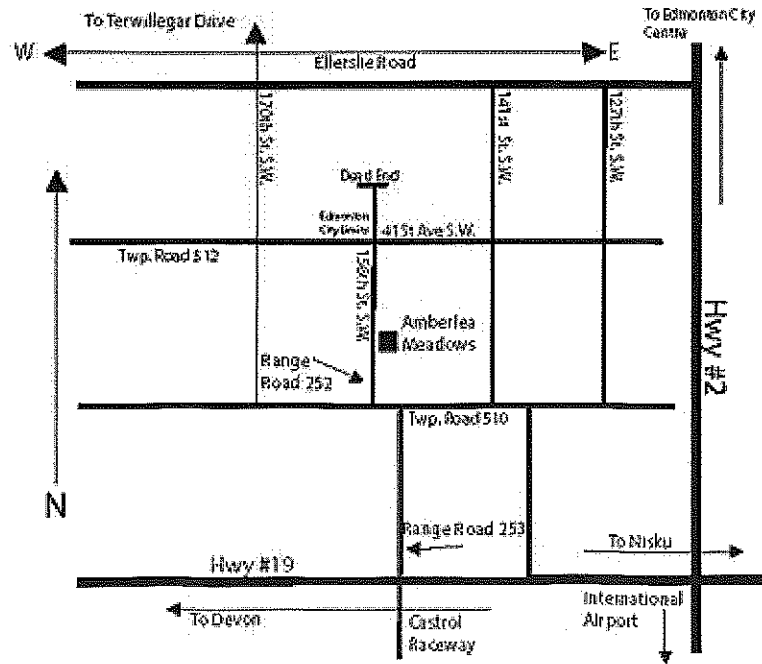 To Terwillegar Drive
To Edmonton City
Centre
W
E
Ellerslie Road
170th St. S.W.
141st St. S.W.
127th St. S.W.
Dead End
Edmonton
City Limits
41St Ave S.W.
Twp. Road 512
156th St. S.W.
Amberlea
Meadows
Hwy #2
Range
Road 252
Twp. Road 510
N
Range Road 253
To Nisku
Hwy #19
To Devon
Castrol
Raceway
International
Airport